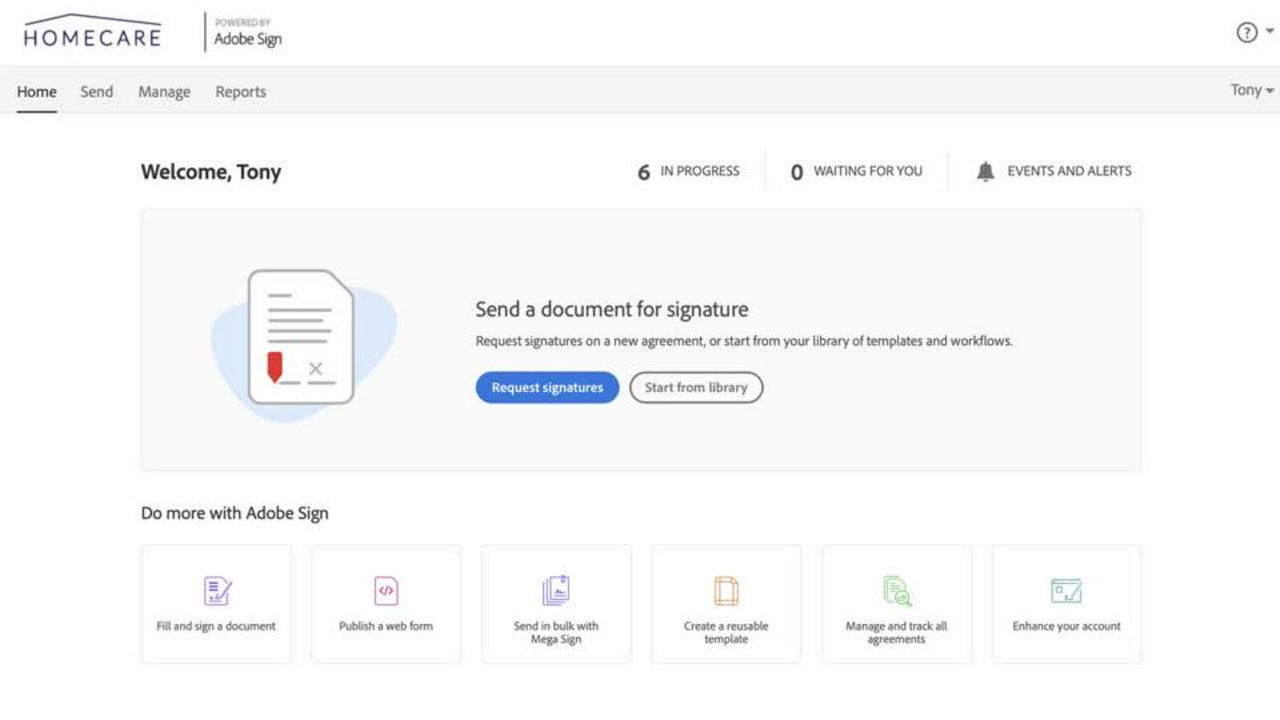 HOMECARE
POWERED BY
Adobe Sign
Home Send Manage Reports
Tony
Welcome, Tony
6 IN PROGRESS
0 WAITING FOR YOU
EVENTS AND ALERTS
Send a document for signature
Request signatures on a new agreement, or start from your library of templates and workflows.
Request signatures
Start from library
Do more with Adobe Sign
Fill and sign a document
Publish a web form
Send in bulk with
Mega Sign
Create a reusable
template
Manage and track all
agreements
Enhance your account